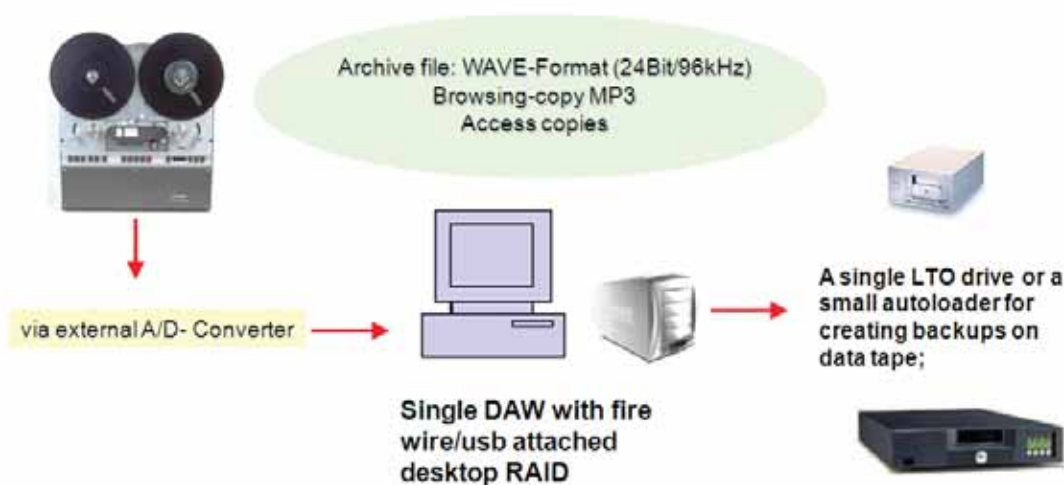 Archive file: WAVE-Format (24Bit/96kHz)
Browsing-copy MP3
Access copies
via external A/D- Converter
Single DAW with fire
wire/usb attached
desktop RAID
A single LTO drive or a
small autoloader for
creating backups on
data tape;